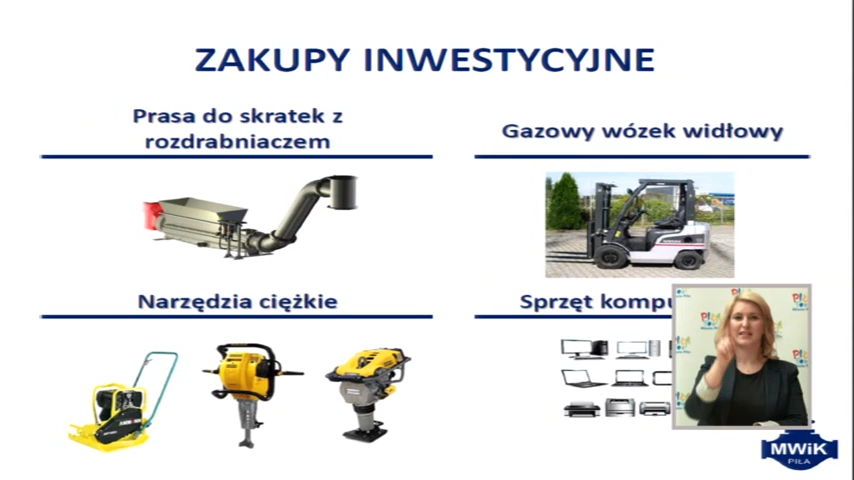 ZAKUPY INWESTYCYJNE
Prasa do skratek z
rozdrabniaczem
Gazowy wózek widłowy
Narzędzia ciężkie
Sprzęt kompu
MWiK
PIŁA